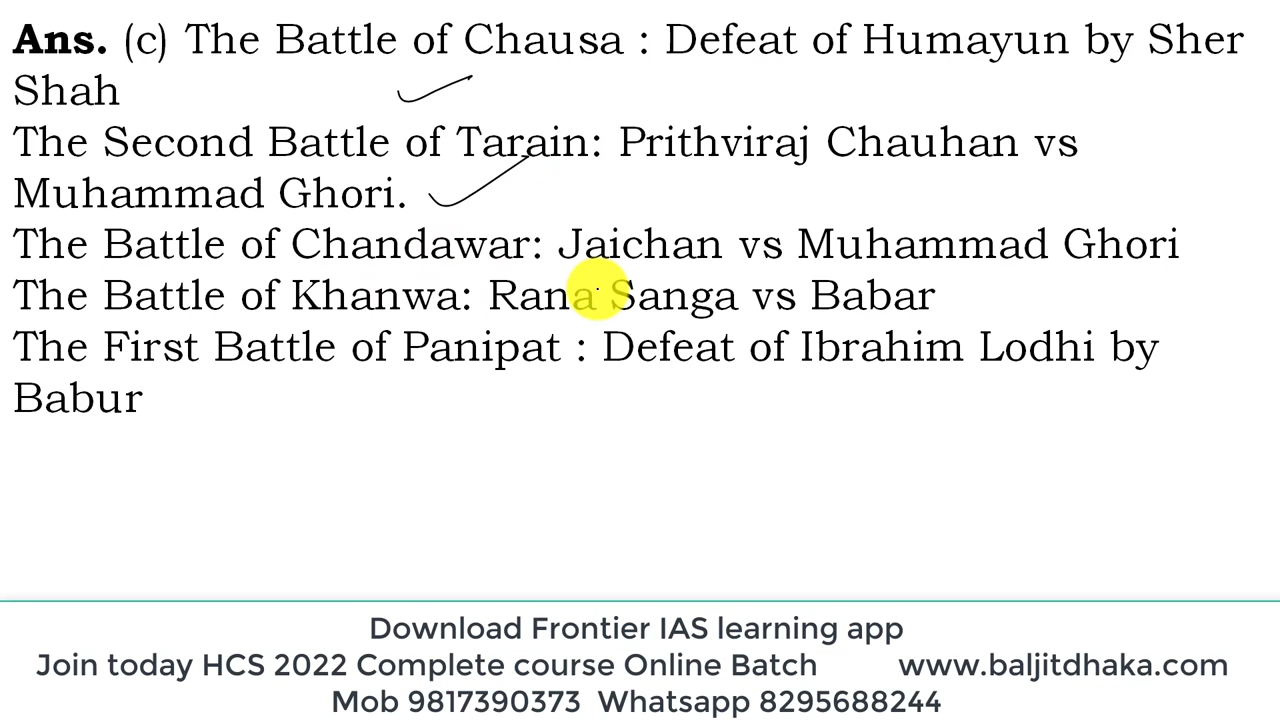 Ans. (c) The Battle of Chausa : Defeat of Humayun by Sher
Shah
The Second Battle of Tarain: Prithviraj Chauhan vs
Muhammad Ghori.
The Battle of Chandawar: Jaichan vs Muhammad Ghori
The Battle of Khanwa: Rana Sanga vs Babar
The First Battle of Panipat : Defeat of Ibrahim Lodhi by
Babur
Download Frontier IAS learning app
Join today HCS 2022 Complete course Online Batch www.baljitdhaka.com
Mob 9817390373 Whatsapp 8295688244